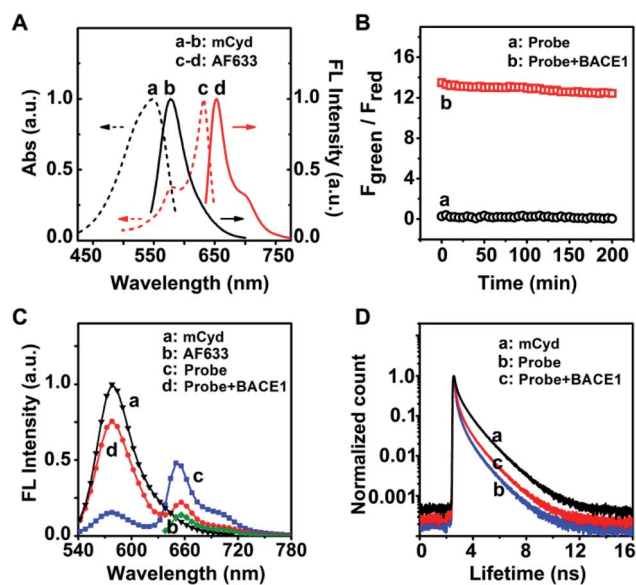 A
a-b: mCyd
c-d: AF633
a b c d
1.0
0.5
0.0
1.0
0.5
0.0
Abs (a.u.)
FL Intensity (a.u.)
450 550 650 750
Wavelength (nm)
B
a: Probe
b: Probe+BACE1
16
12
8
4
0
b
a
F green / F red
0 50 100 150 200
Time (min)
C
a: mCyd
b: AF633
c: Probe
d: Probe+BACE1
1.0
0.5
0.0
a
d
c
b
FL Intensity (a.u.)
540 600 660 720 780
Wavelength (nm)
D
a: mCyd
b: Probe
c: Probe+BACE1
1.0
0.1
0.01
0.001
a
c
b
Normalized count
0 4 8 12 16
Lifetime (ns)